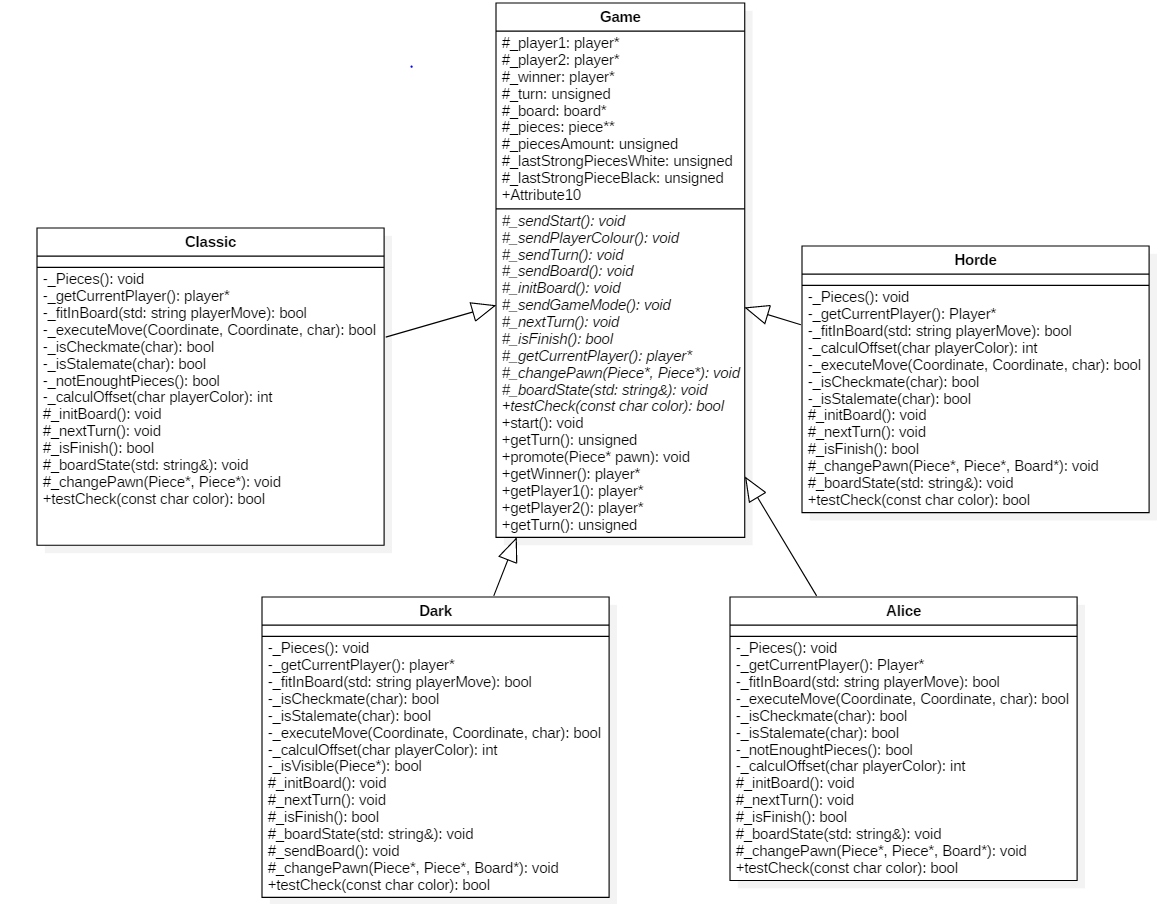 Game
#_player1: player*
#_player2: player*
#_winner: player*
#_turn: unsigned
#_board: board*
#_pieces: piece**
#_piecesAmount: unsigned
#_lastStrongPiecesWhite: unsigned
#_lastStrongPieceBlack: unsigned
+Attribute10
#_sendStart(): void
#_sendPlayerColour(): void
#_sendTurn(): void
#_sendBoard(): void
#_initBoard(): void
#_sendGameMode(): void
#_nextTurn(): void
#_isFinish(): bool
#_getCurrentPlayer(): player*
#_changePawn(Piece*, Piece*): void
#_boardState(std: string&): void
+testCheck(const char color): bool
+start(): void
+getTurn(): unsigned
+promote(Piece* pawn): void
+getWinner(): player*
+getPlayer1(): player*
+getPlayer2(): player*
+getTurn(): unsigned
Classic
-_Pieces(): void
-_getCurrentPlayer(): player*
-_fitInBoard(std: string playerMove): bool
-_executeMove(Coordinate, Coordinate, char): bool
-_isCheckmate(char): bool
-_isStalemate(char): bool
-_notEnoughtPieces(): bool
-_calculOffset(char playerColor): int
#_initBoard(): void
#_nextTurn(): void
#_isFinish(): bool
#_boardState(std: string&): void
#_changePawn(Piece*, Piece*): void
+testCheck(const char color): bool
Horde
-_Pieces(): void
-_getCurrentPlayer(): Player*
-_fitInBoard(std: string playerMove): bool
-_calculOffset(char playerColor): int
-_executeMove(Coordinate, Coordinate, char): bool
-_isCheckmate(char): bool
-_isStalemate(char): bool
#_initBoard(): void
#_nextTurn(): void
#_isFinish(): bool
#_changePawn(Piece*, Piece*, Board*): void
#_boardState(std: string&): void
+testCheck(const char color): bool
Dark
-_Pieces(): void
-_getCurrentPlayer(): player*
-_fitInBoard(std: string playerMove): bool
-_isCheckmate(char): bool
-_isStalemate(char): bool
-_executeMove(Coordinate, Coordinate, char): bool
-_calculOffset(char playerColor): int
-_isVisible(Piece*): bool
#_initBoard(): void
#_nextTurn(): void
#_isFinish(): bool
#_boardState(std: string&): void
#_sendBoard(): void
#_changePawn(Piece*, Piece*, Board*): void
+testCheck(const char color): bool
Alice
-_Pieces(): void
-_getCurrentPlayer(): Player*
-_fitInBoard(std: string playerMove): bool
-_executeMove(Coordinate, Coordinate, char): bool
-_isCheckmate(char): bool
-_isStalemate(char): bool
-_notEnoughtPieces(): bool
-_calculOffset(char playerColor): int
#_initBoard(): void
#_nextTurn(): void
#_isFinish(): bool
#_boardState(std: string&): void
#_changePawn(Piece*, Piece*, Board*): void
+testCheck(const char color): bool